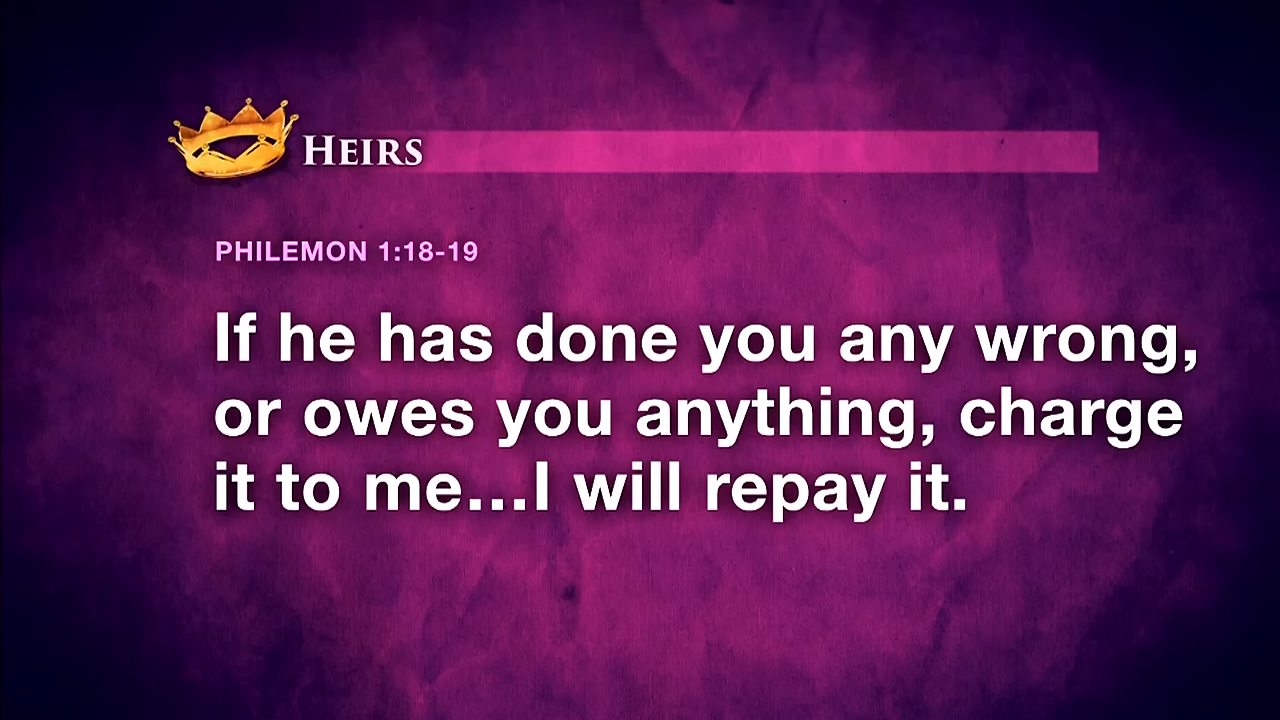 HEIRS
PHILEMON 1:18-19
If he has done you any wrong,
or owes you anything, charge
it to me...I will repay it.